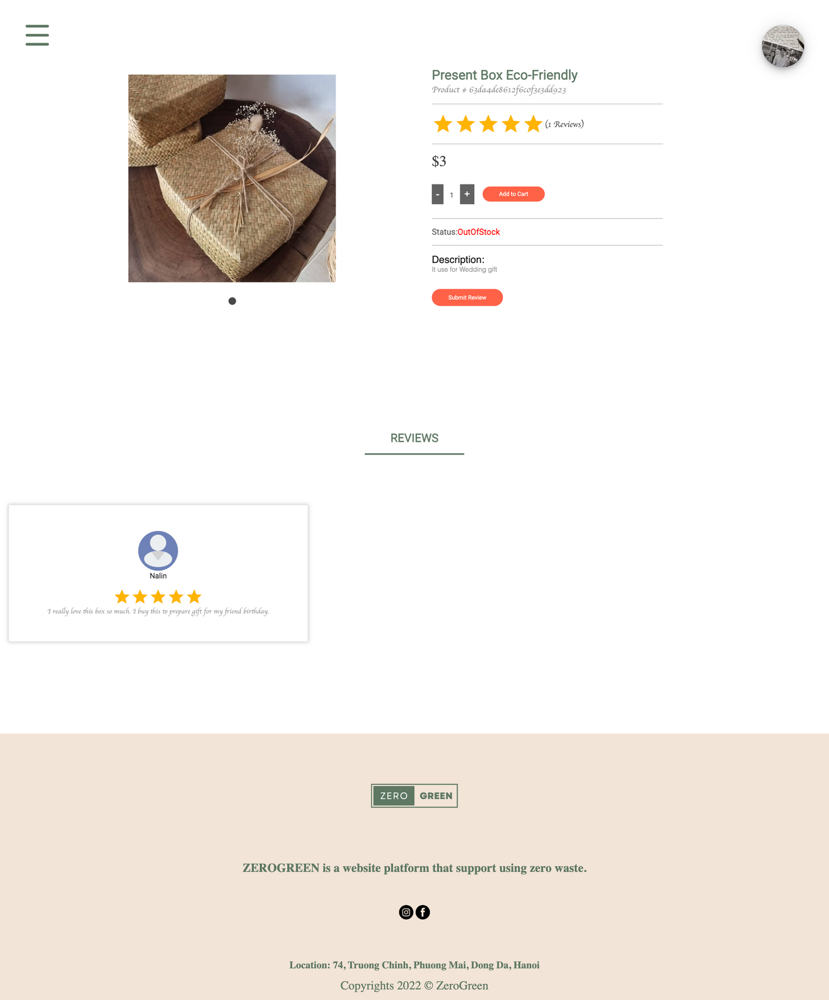 Present Box Eco-Friendly
Product # 63da4de8612f6c0f3e3dd923
(1 Reviews)
$3
- 1 + Add to Cart
Status:OutOfStock
Description:
It use for Wedding gift
Submit Review
REVIEWS
Nalin
I really love this box so much. I buy this to prepare gift for my friend birthday.
ZERO GREEN
ZEROGREEN is a website platform that support using zero waste.
Location: 74, Truong Chinh, Phuong Mai, Dong Da, Hanoi
Copyrights 2022 © ZeroGreen